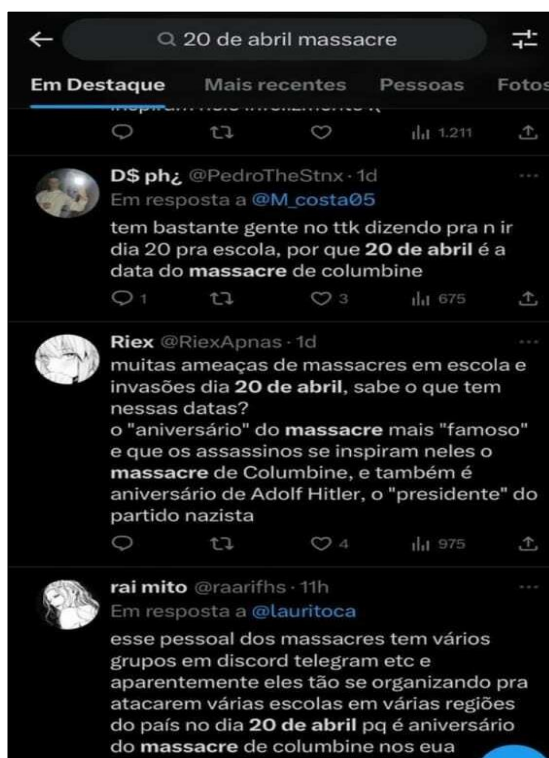 20 de abril massacre
Em Destaque Mais recentes Pessoas Fotos
1.211
D$ ph¿ @PedroTheStnx · 1d
Em resposta a @M_costa05
tem bastante gente no ttk dizendo pra n ir
dia 20 pra escola, por que 20 de abril é a
data do massacre de columbine
1 3 675
Riex @RiexApnas · 1d
muitas ameaças de massacres em escola e
invasões dia 20 de abril, sabe o que tem
nessas datas?
o "aniversário" do massacre mais "famoso"
e que os assassinos se inspiram neles o
massacre de Columbine, e também é
aniversário de Adolf Hitler, o "presidente" do
partido nazista
4 975
rai mito @raarifhs · 11h
Em resposta a @lauritoca
esse pessoal dos massacres tem vários
grupos em discord telegram etc e
aparentemente eles tão se organizando pra
atacarem várias escolas em várias regiões
do país no dia 20 de abril pq é aniversário
do massacre de columbine nos eua